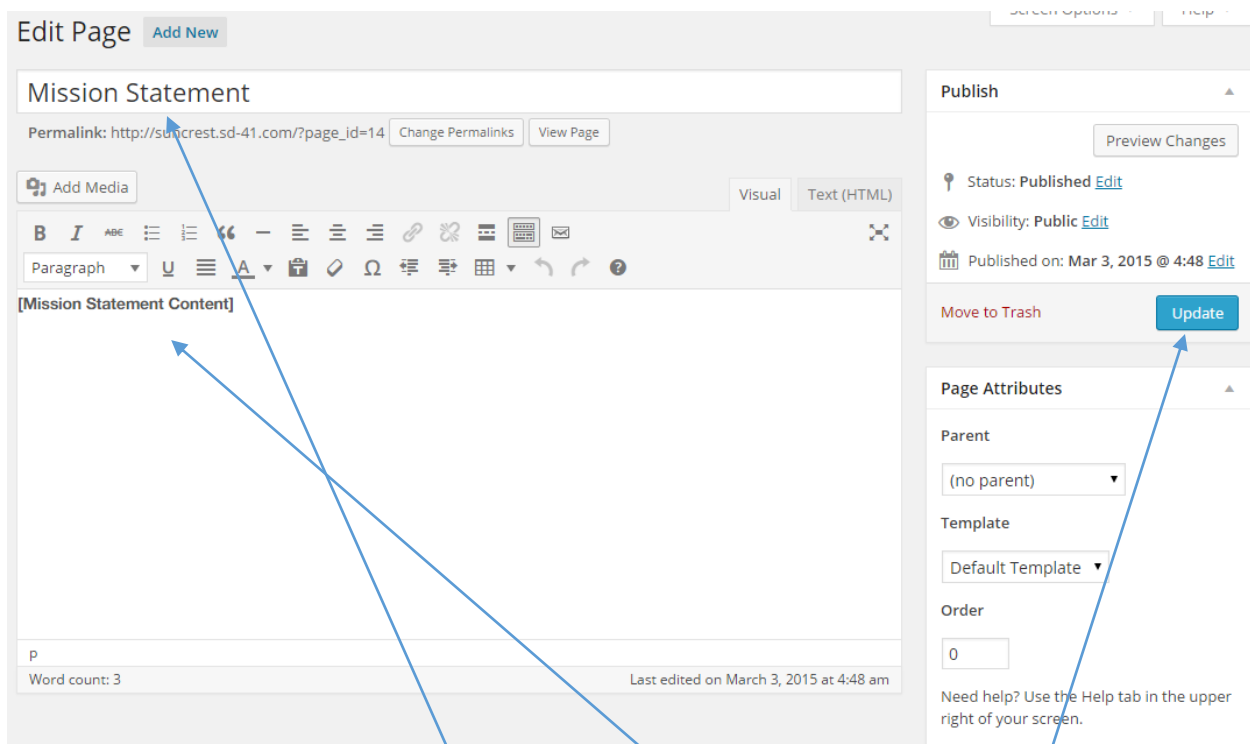 Screen Options Help
Edit Page Add New
Mission Statement
Permalink: http://suncrest.sd-41.com/?page_id=14 Change Permalinks View Page
Add Media
Visual Text (HTML)
B I ABC
Paragraph U A Ω
[Mission Statement Content]
p
Word count: 3 Last edited on March 3, 2015 at 4:48 am
Publish
Preview Changes
Status: Published Edit
Visibility: Public Edit
Published on: Mar 3, 2015 @ 4:48 Edit
Move to Trash Update
Page Attributes
Parent
(no parent)
Template
Default Template
Order
0
Need help? Use the Help tab in the upper
right of your screen.